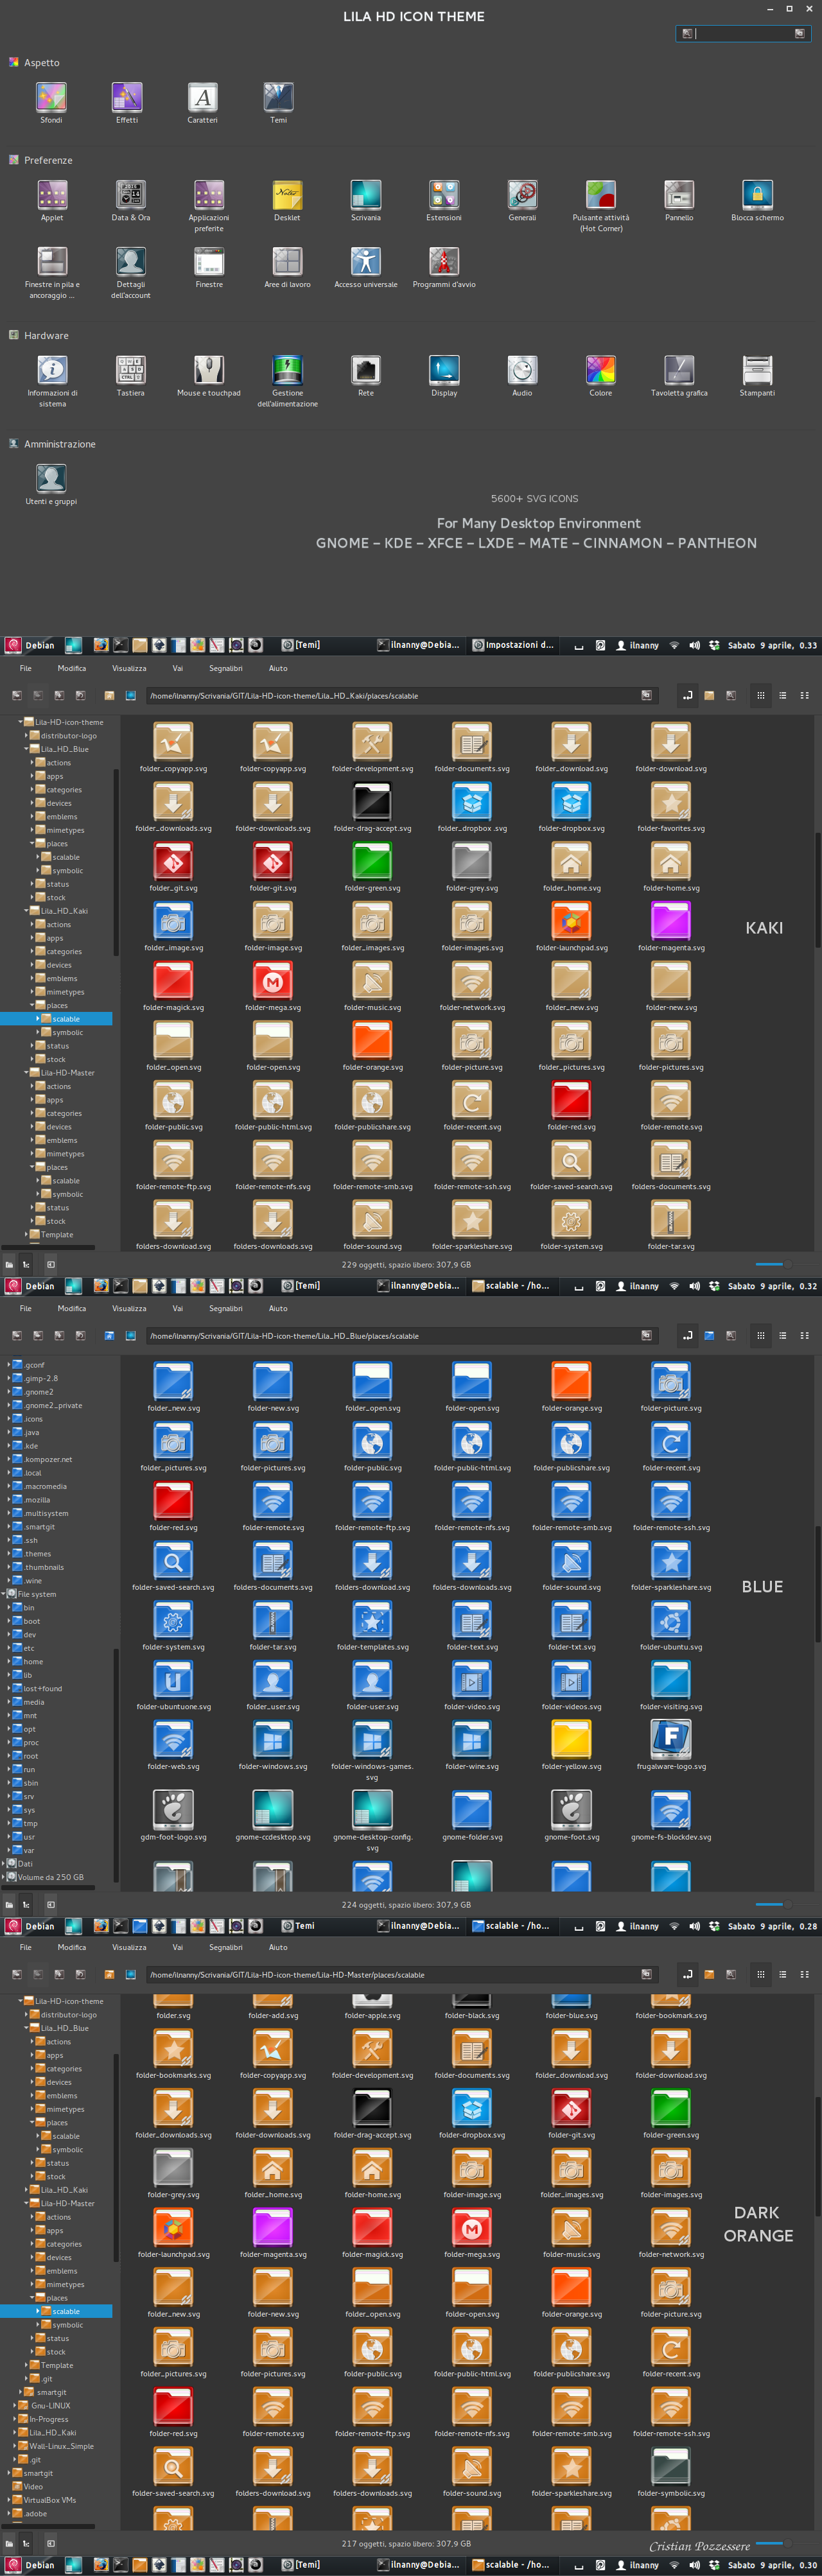 LILA HD ICON THEME
Aspetto
Sfondi Effetti Caratteri Temi
Preferenze
Applet Data & Ora Applicazioni preferite Desklet Scrivania Estensioni Generali Pulsante attività (Hot Corner) Pannello Blocca schermo
Finestre in pila e ancoraggio ... Dettagli dell'account Finestre Aree di lavoro Accesso universale Programmi d'avvio
Hardware
Informazioni di sistema Tastiera Mouse e touchpad Gestione dell'alimentazione Rete Display Audio Colore Tavoletta grafica Stampanti
Amministrazione
Utenti e gruppi
5600+ SVG ICONS
For Many Desktop Environment
GNOME – KDE – XFCE – LXDE – MATE – CINNAMON – PANTHEON
Debian [Temi] ilnanny@Debia... Impostazioni d... ilnanny Sabato 9 aprile, 0.33
File Modifica Visualizza Vai Segnalibri Aiuto
/home/ilnanny/Scrivania/GIT/Lila-HD-icon-theme/Lila_HD_Kaki/places/scalable
Lila-HD-icon-theme
distributor-logo
Lila_HD_Blue
actions
apps
categories
devices
emblems
mimetypes
places
scalable
symbolic
status
stock
Lila_HD_Kaki
actions
apps
categories
devices
emblems
mimetypes
places
scalable
symbolic
status
stock
Lila-HD-Master
actions
apps
categories
devices
emblems
mimetypes
places
scalable
symbolic
status
stock
Template
folder_copyapp.svg folder-copyapp.svg folder-development.svg folder-documents.svg folder_download.svg folder-download.svg
folder_downloads.svg folder-downloads.svg folder-drag-accept.svg folder_dropbox .svg folder-dropbox.svg folder-favorites.svg
folder_git.svg folder-git.svg folder-green.svg folder-grey.svg folder_home.svg folder-home.svg
folder_image.svg folder-image.svg folder_images.svg folder-images.svg folder-launchpad.svg folder-magenta.svg
KAKI
folder-magick.svg folder-mega.svg folder-music.svg folder-network.svg folder_new.svg folder-new.svg
folder_open.svg folder-open.svg folder-orange.svg folder-picture.svg folder_pictures.svg folder-pictures.svg
folder-public.svg folder-public-html.svg folder-publicshare.svg folder-recent.svg folder-red.svg folder-remote.svg
folder-remote-ftp.svg folder-remote-nfs.svg folder-remote-smb.svg folder-remote-ssh.svg folder-saved-search.svg folders-documents.svg
folders-download.svg folders-downloads.svg folder-sound.svg folder-sparkleshare.svg folder-system.svg folder-tar.svg
229 oggetti, spazio libero: 307,9 GB
Debian [Temi] ilnanny@Debia... scalable - /ho... ilnanny Sabato 9 aprile, 0.32
File Modifica Visualizza Vai Segnalibri Aiuto
/home/ilnanny/Scrivania/GIT/Lila-HD-icon-theme/Lila_HD_Blue/places/scalable
.gconf
.gimp-2.8
.gnome2
.gnome2_private
.icons
.java
.kde
.kompozer.net
.local
.macromedia
.mozilla
.multisystem
.smartgit
.ssh
.themes
.thumbnails
.wine
File system
bin
boot
dev
etc
home
lib
lost+found
media
mnt
opt
proc
root
run
sbin
srv
sys
tmp
usr
var
Dati
Volume da 250 GB
folder_new.svg folder-new.svg folder_open.svg folder-open.svg folder-orange.svg folder-picture.svg
folder_pictures.svg folder-pictures.svg folder-public.svg folder-public-html.svg folder-publicshare.svg folder-recent.svg
folder-red.svg folder-remote.svg folder-remote-ftp.svg folder-remote-nfs.svg folder-remote-smb.svg folder-remote-ssh.svg
folder-saved-search.svg folders-documents.svg folders-download.svg folders-downloads.svg folder-sound.svg folder-sparkleshare.svg
BLUE
folder-system.svg folder-tar.svg folder-templates.svg folder-text.svg folder-txt.svg folder-ubuntu.svg
folder-ubuntuone.svg folder_user.svg folder-user.svg folder-video.svg folder-videos.svg folder-visiting.svg
folder-web.svg folder-windows.svg folder-windows-games.svg folder-wine.svg folder-yellow.svg frugalware-logo.svg
gdm-foot-logo.svg gnome-ccdesktop.svg gnome-desktop-config.svg gnome-folder.svg gnome-foot.svg gnome-fs-blockdev.svg
224 oggetti, spazio libero: 307,9 GB
Debian Temi ilnanny@Debia... scalable - /ho... ilnanny Sabato 9 aprile, 0.28
File Modifica Visualizza Vai Segnalibri Aiuto
/home/ilnanny/Scrivania/GIT/Lila-HD-icon-theme/Lila-HD-Master/places/scalable
Lila-HD-icon-theme
distributor-logo
Lila_HD_Blue
actions
apps
categories
devices
emblems
mimetypes
places
scalable
symbolic
status
stock
Lila_HD_Kaki
Lila-HD-Master
actions
apps
categories
devices
emblems
mimetypes
places
scalable
symbolic
status
stock
Template
.git
smartgit
Gnu-LINUX
In-Progress
Lila_HD_Kaki
Wall-Linux_Simple
.git
smartgit
Video
VirtualBox VMs
.adobe
folder.svg folder-add.svg folder-apple.svg folder-black.svg folder-blue.svg folder-bookmark.svg
folder-bookmarks.svg folder-copyapp.svg folder-development.svg folder-documents.svg folder_download.svg folder-download.svg
folder_downloads.svg folder-downloads.svg folder-drag-accept.svg folder-dropbox.svg folder-git.svg folder-green.svg
folder-grey.svg folder_home.svg folder-home.svg folder-image.svg folder_images.svg folder-images.svg
DARK
ORANGE
folder-launchpad.svg folder-magenta.svg folder-magick.svg folder-mega.svg folder-music.svg folder-network.svg
folder_new.svg folder-new.svg folder_open.svg folder-open.svg folder-orange.svg folder-picture.svg
folder_pictures.svg folder-pictures.svg folder-public.svg folder-public-html.svg folder-publicshare.svg folder-recent.svg
folder-red.svg folder-remote.svg folder-remote-ftp.svg folder-remote-nfs.svg folder-remote-smb.svg folder-remote-ssh.svg
folder-saved-search.svg folders-download.svg folders-downloads.svg folder-sound.svg folder-sparkleshare.svg folder-symbolic.svg
217 oggetti, spazio libero: 307,9 GB
Cristian Pozzessere
Debian [Temi] ilnanny@Debia... scalable - /ho... ilnanny Sabato 9 aprile, 0.30